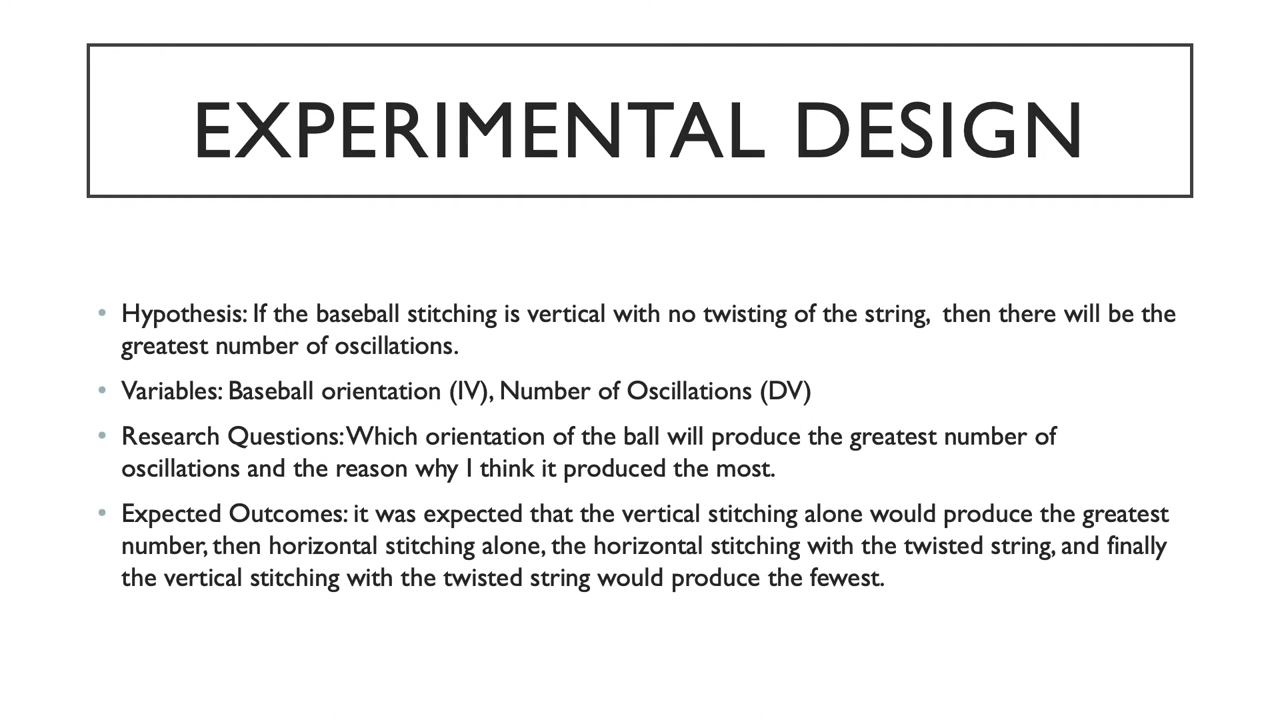 EXPERIMENTAL DESIGN
• Hypothesis: If the baseball stitching is vertical with no twisting of the string,  then there will be the
greatest number of oscillations.
• Variables: Baseball orientation (IV), Number of Oscillations (DV)
• Research Questions: Which orientation of the ball will produce the greatest number of
oscillations and the reason why I think it produced the most.
• Expected Outcomes: it was expected that the vertical stitching alone would produce the greatest
number, then horizontal stitching alone, the horizontal stitching with the twisted string, and finally
the vertical stitching with the twisted string would produce the fewest.